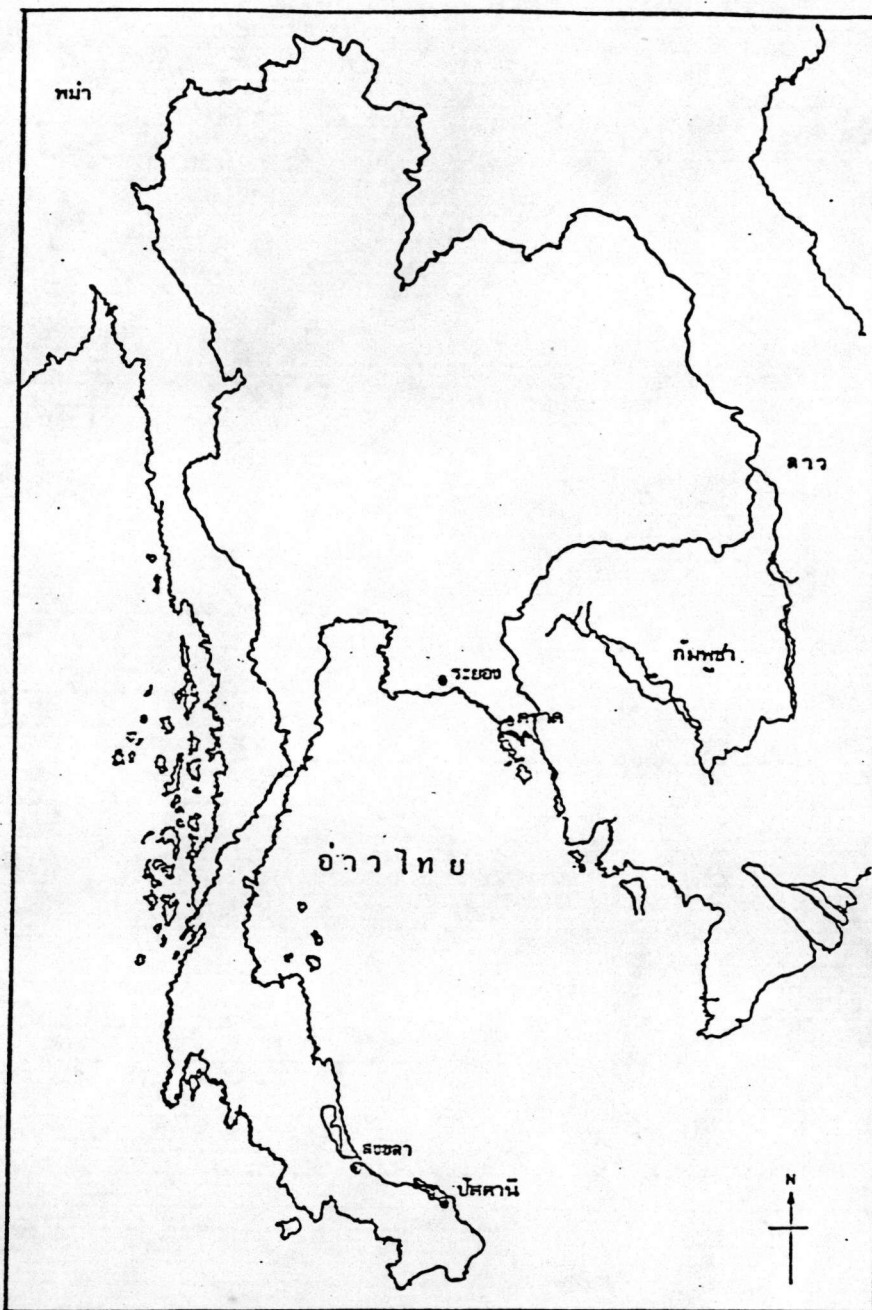 พม่า
ลาว
กัมพูชา
ระยอง
ตราด
อ่าวไทย
สงขลา
ปัตตานี
N